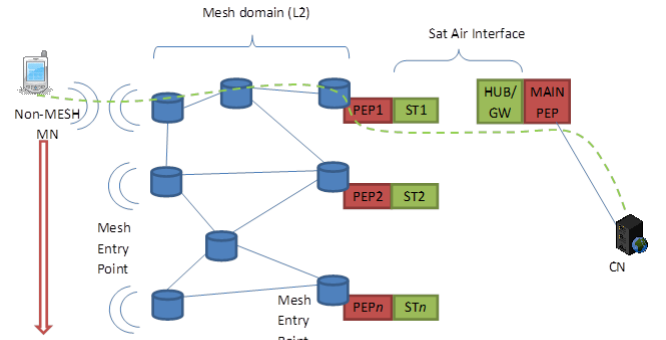 Mesh domain (L2)
Sat Air Interface
Non-MESH
MN
PEP1
ST1
HUB/
GW
MAIN
PEP
PEP2
ST2
Mesh
Entry
Point
CN
Mesh
Entry
Point
PEPn
STn